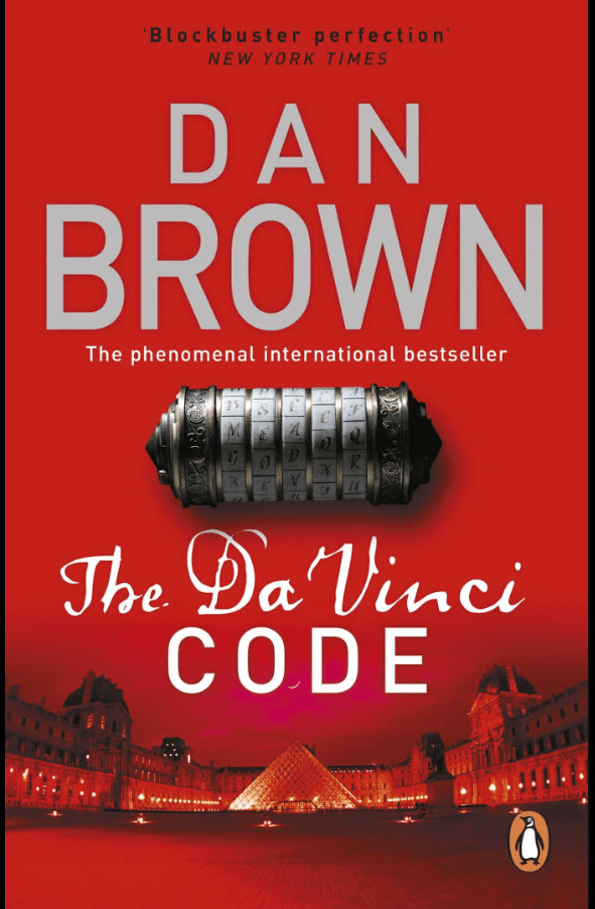 'Blockbuster perfection'
NEW YORK TIMES
DAN
BROWN
The phenomenal international bestseller
The Da Vinci
CODE